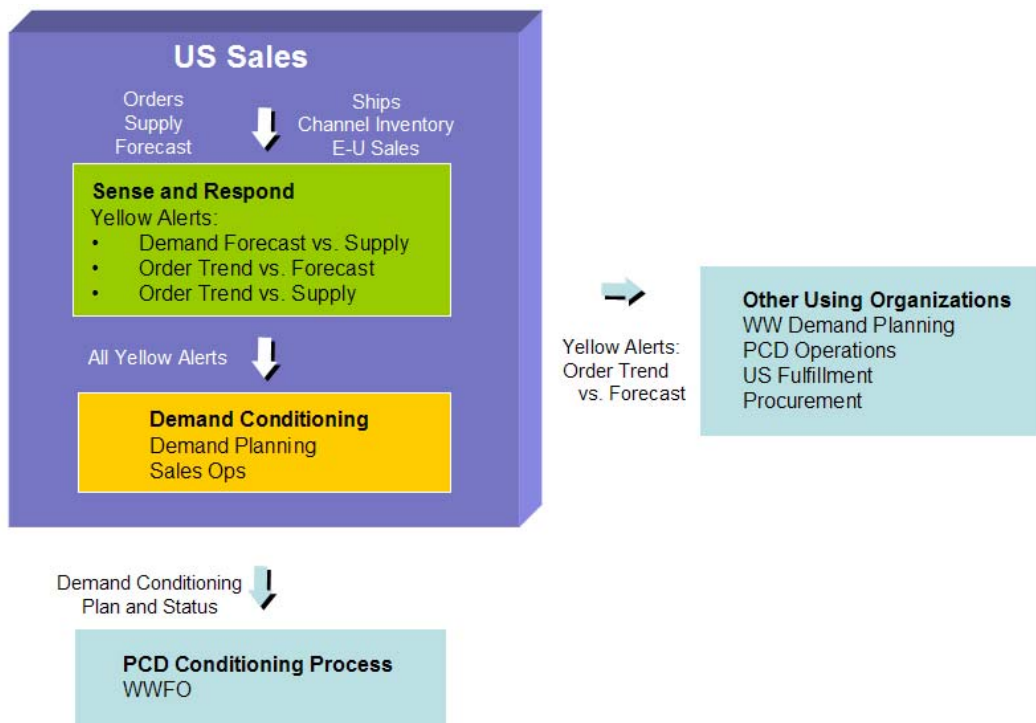 US Sales
Orders
Supply
Forecast
Ships
Channel Inventory
E-U Sales
Sense and Respond
Yellow Alerts:
• Demand Forecast vs. Supply
• Order Trend vs. Forecast
• Order Trend vs. Supply
All Yellow Alerts
Demand Conditioning
Demand Planning
Sales Ops
Yellow Alerts:
Order Trend
vs. Forecast
Other Using Organizations
WW Demand Planning
PCD Operations
US Fulfillment
Procurement
Demand Conditioning
Plan and Status
PCD Conditioning Process
WWFO